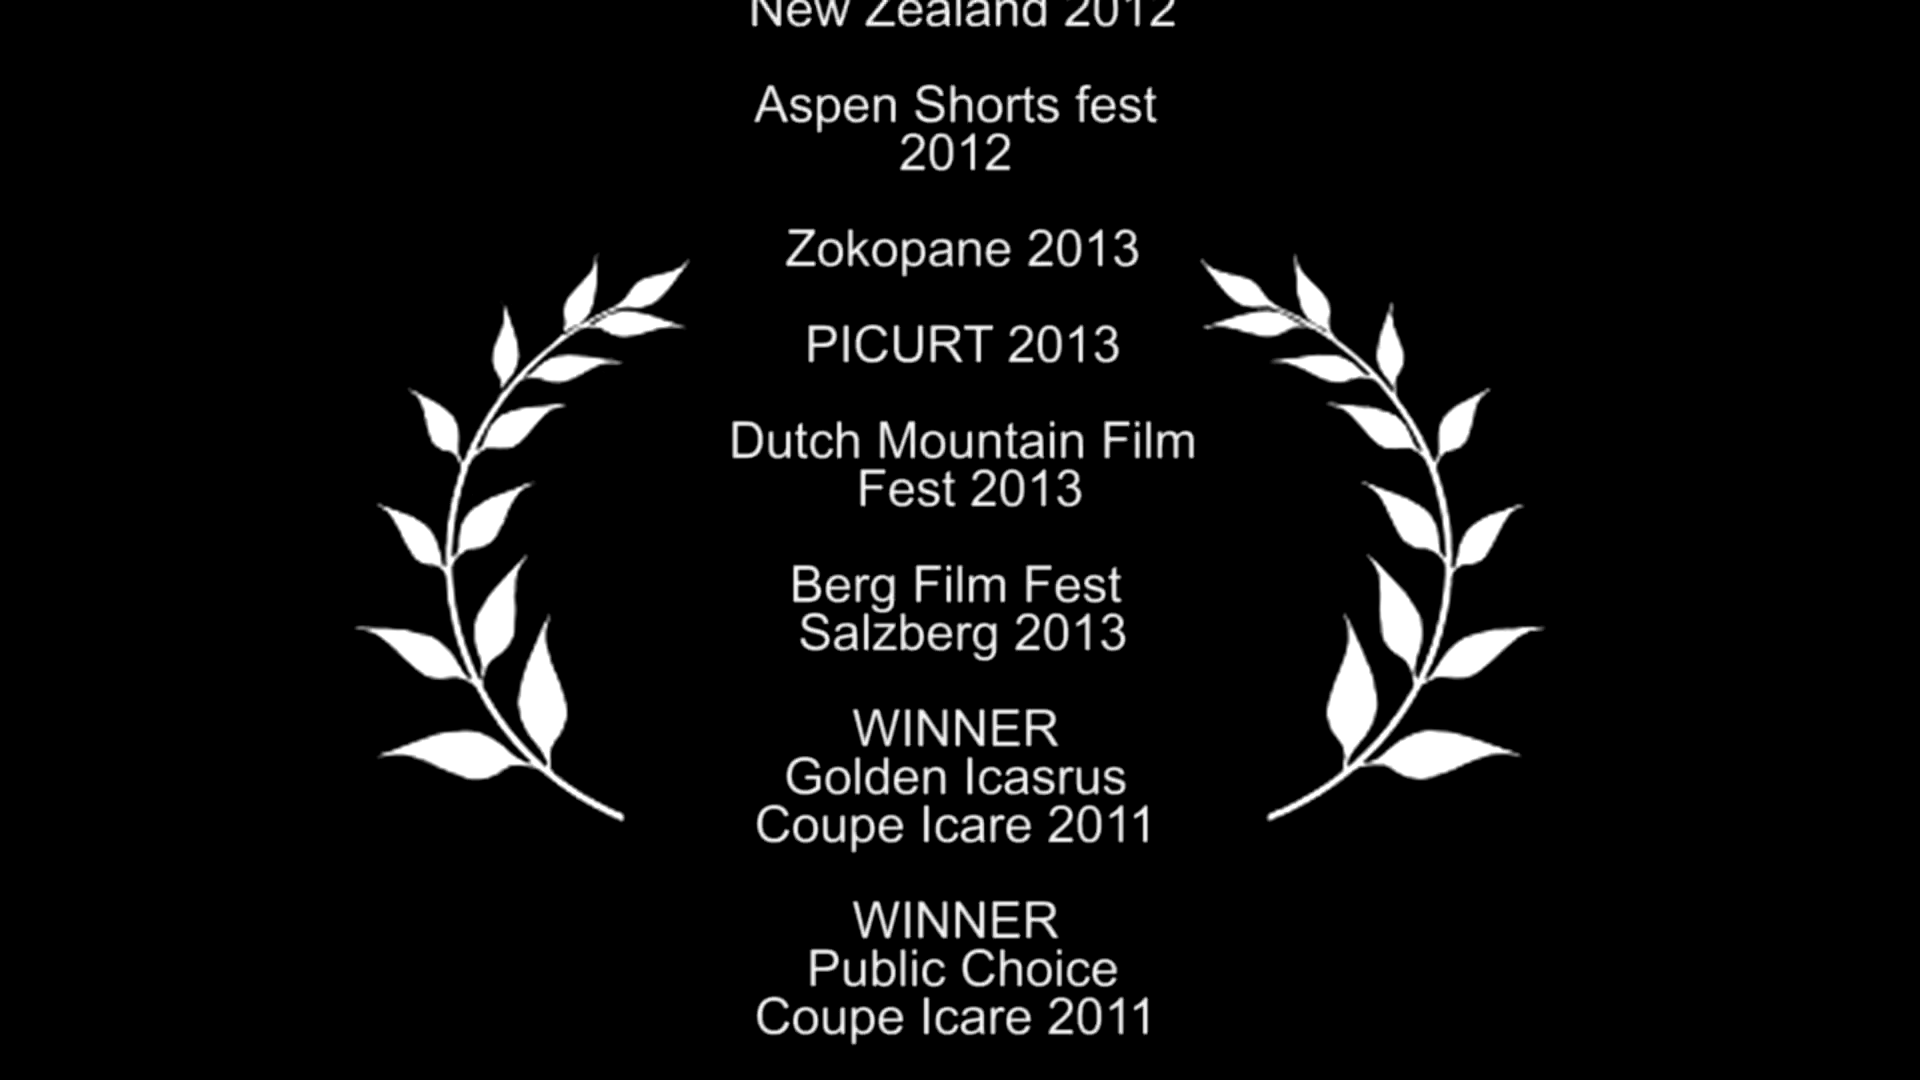 New Zealand 2012
Aspen Shorts fest
2012
Zokopane 2013
PICURT 2013
Dutch Mountain Film
Fest 2013
Berg Film Fest
Salzberg 2013
WINNER
Golden Icasrus
Coupe Icare 2011
WINNER
Public Choice
Coupe Icare 2011